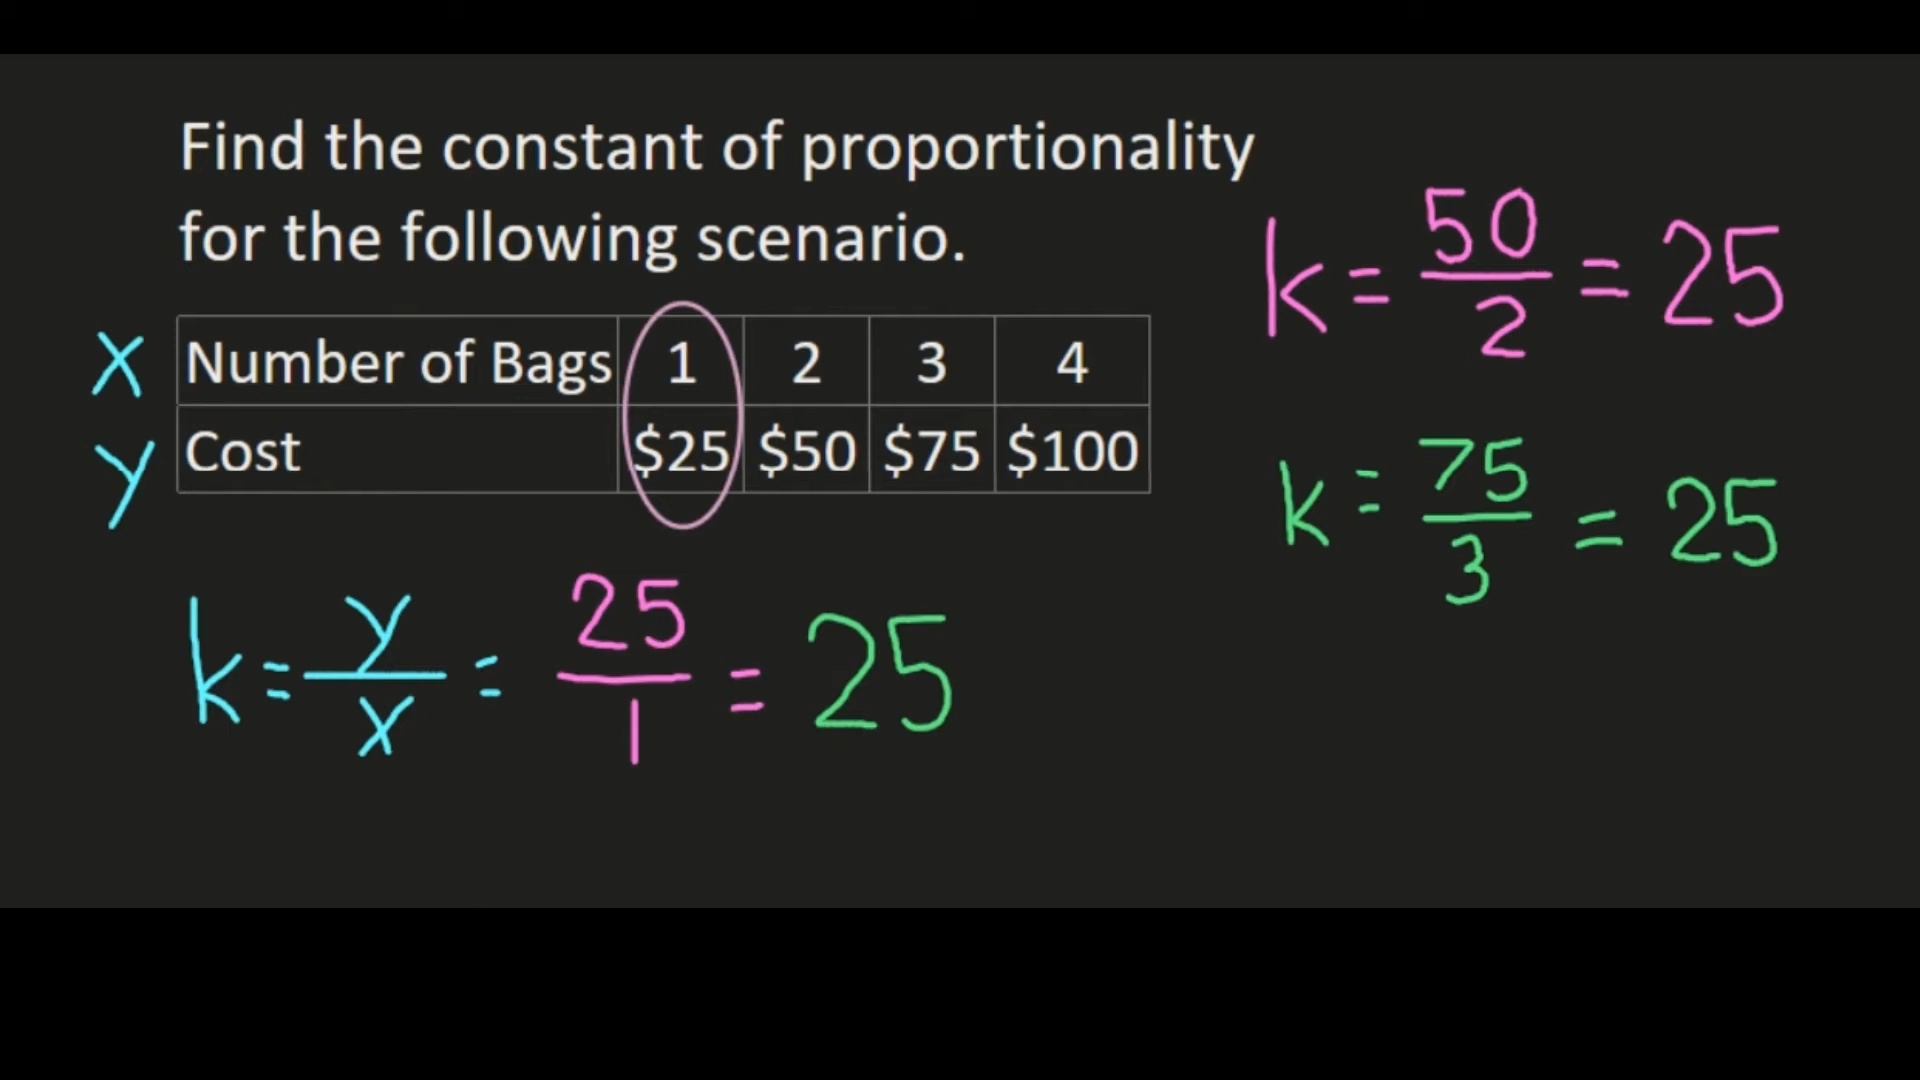 Find the constant of proportionality
for the following scenario.
x Number of Bags 1 2 3 4
y Cost $25 $50 $75 $100
k = y/x = 25/1 = 25
k = 50/2 = 25
k = 75/3 = 25